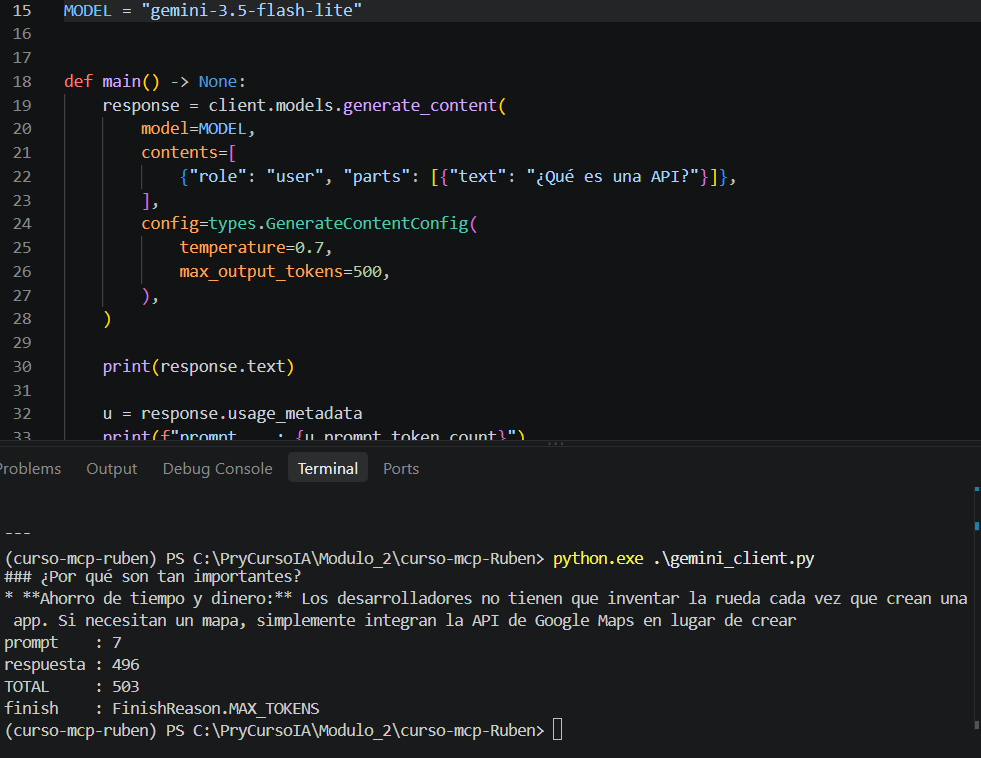 15 MODEL = "gemini-3.5-flash-lite"
16
17
18 def main() -> None:
19     response = client.models.generate_content(
20         model=MODEL,
21         contents=[
22             {"role": "user", "parts": [{"text": "¿Qué es una API?"}]},
23         ],
24         config=types.GenerateContentConfig(
25             temperature=0.7,
26             max_output_tokens=500,
27         ),
28     )
29
30     print(response.text)
31
32     u = response.usage_metadata
33     print(f"prompt    : {u.prompt_token_count}")
Problems Output Debug Console Terminal Ports
---
(curso-mcp-ruben) PS C:\PryCursoIA\Modulo_2\curso-mcp-Ruben> python.exe .\gemini_client.py
### ¿Por qué son tan importantes?
* **Ahorro de tiempo y dinero:** Los desarrolladores no tienen que inventar la rueda cada vez que crean una
 app. Si necesitan un mapa, simplemente integran la API de Google Maps en lugar de crear
prompt    : 7
respuesta : 496
TOTAL     : 503
finish    : FinishReason.MAX_TOKENS
(curso-mcp-ruben) PS C:\PryCursoIA\Modulo_2\curso-mcp-Ruben>